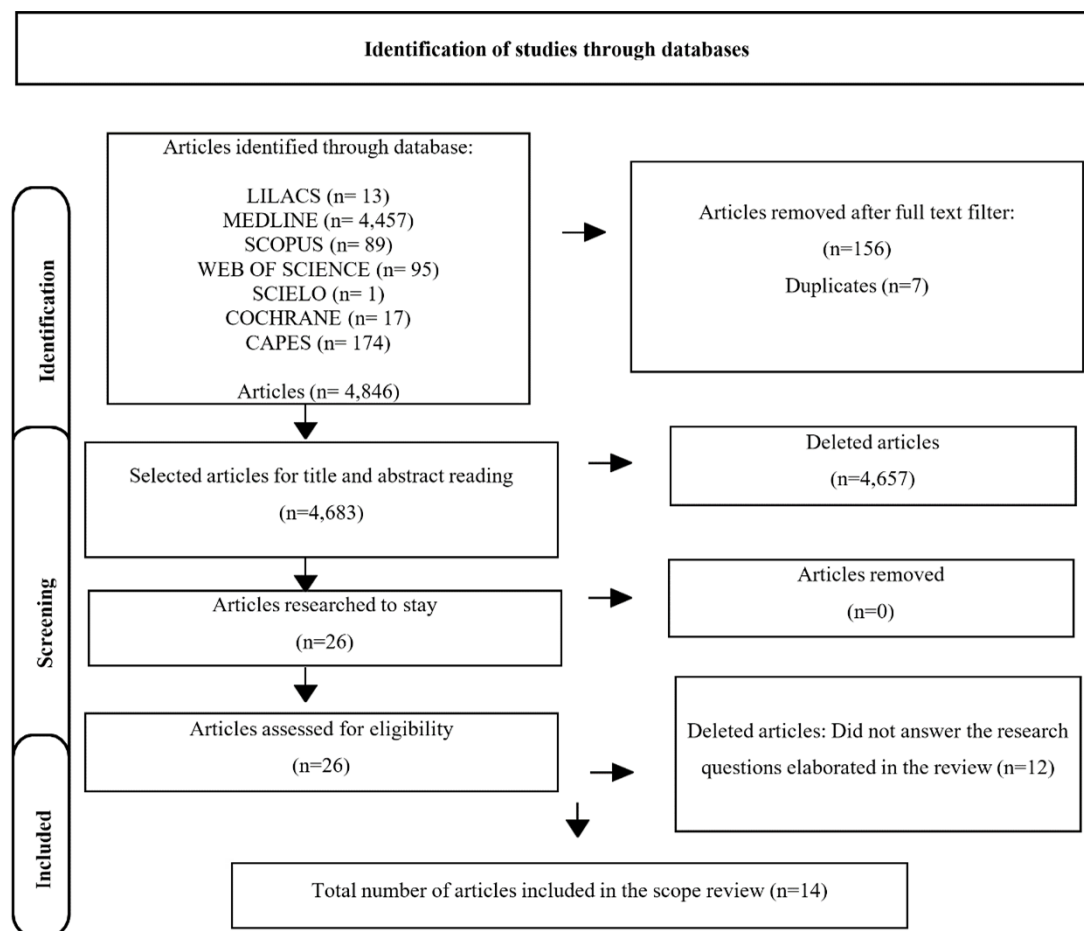 Identification of studies through databases
Identification
Articles identified through database:
LILACS (n= 13)
MEDLINE (n= 4,457)
SCOPUS (n= 89)
WEB OF SCIENCE (n= 95)
SCIELO (n= 1)
COCHRANE (n= 17)
CAPES (n= 174)
Articles (n= 4,846)
Articles removed after full text filter:
(n=156)
Duplicates (n=7)
Screening
Selected articles for title and abstract reading
(n=4,683)
Deleted articles
(n=4,657)
Articles researched to stay
(n=26)
Articles removed
(n=0)
Articles assessed for eligibility
(n=26)
Deleted articles: Did not answer the research
questions elaborated in the review (n=12)
Included
Total number of articles included in the scope review (n=14)